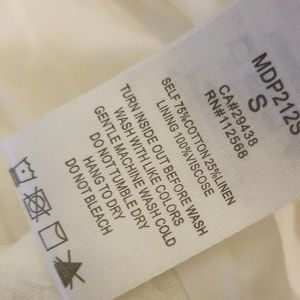 MDP212S
S
CA#29438
RN#112568
SELF 75%COTTON 25%LINEN
LINING 100%VISCOSE
TURN INSIDE OUT BEFORE WASH
WASH WITH LIKE COLORS
GENTLE MACHINE WASH COLD
DO NOT TUMBLE DRY
HANG TO DRY
DO NOT BLEACH